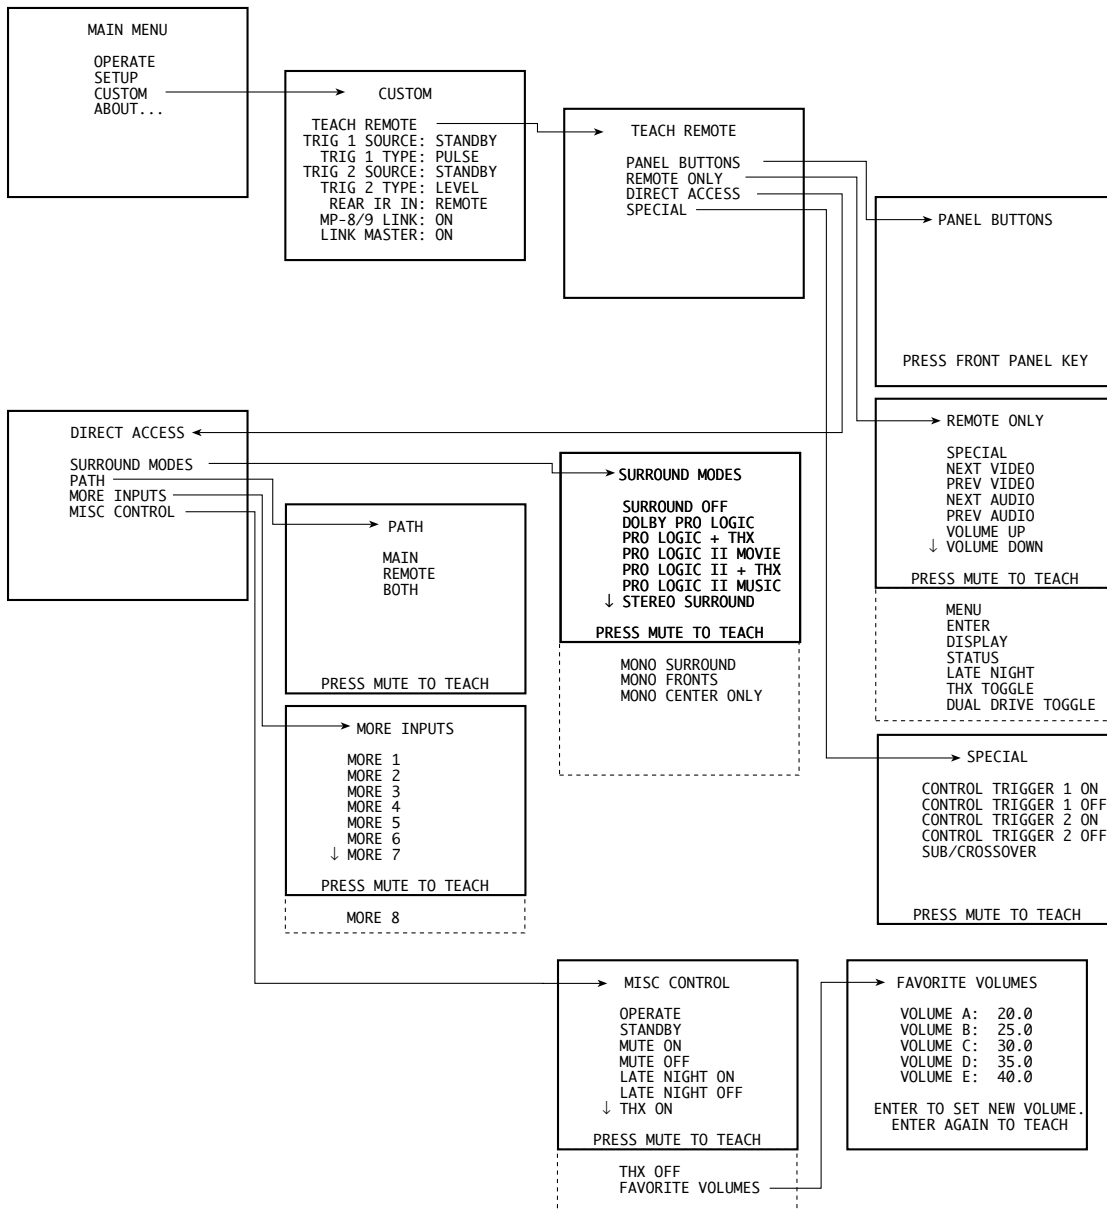 MAIN MENU
OPERATE
SETUP
CUSTOM
ABOUT...
CUSTOM
TEACH REMOTE
TRIG 1 SOURCE: STANDBY
TRIG 1 TYPE: PULSE
TRIG 2 SOURCE: STANDBY
TRIG 2 TYPE: LEVEL
REAR IR IN: REMOTE
MP-8/9 LINK: ON
LINK MASTER: ON
TEACH REMOTE
PANEL BUTTONS
REMOTE ONLY
DIRECT ACCESS
SPECIAL
PANEL BUTTONS
PRESS FRONT PANEL KEY
DIRECT ACCESS
SURROUND MODES
PATH
MORE INPUTS
MISC CONTROL
PATH
MAIN
REMOTE
BOTH
PRESS MUTE TO TEACH
SURROUND MODES
SURROUND OFF
DOLBY PRO LOGIC
PRO LOGIC + THX
PRO LOGIC II MOVIE
PRO LOGIC II + THX
PRO LOGIC II MUSIC
↓ STEREO SURROUND
PRESS MUTE TO TEACH
MONO SURROUND
MONO FRONTS
MONO CENTER ONLY
REMOTE ONLY
SPECIAL
NEXT VIDEO
PREV VIDEO
NEXT AUDIO
PREV AUDIO
VOLUME UP
↓ VOLUME DOWN
PRESS MUTE TO TEACH
MENU
ENTER
DISPLAY
STATUS
LATE NIGHT
THX TOGGLE
DUAL DRIVE TOGGLE
MORE INPUTS
MORE 1
MORE 2
MORE 3
MORE 4
MORE 5
MORE 6
↓ MORE 7
PRESS MUTE TO TEACH
MORE 8
SPECIAL
CONTROL TRIGGER 1 ON
CONTROL TRIGGER 1 OFF
CONTROL TRIGGER 2 ON
CONTROL TRIGGER 2 OFF
SUB/CROSSOVER
PRESS MUTE TO TEACH
MISC CONTROL
OPERATE
STANDBY
MUTE ON
MUTE OFF
LATE NIGHT ON
LATE NIGHT OFF
↓ THX ON
PRESS MUTE TO TEACH
THX OFF
FAVORITE VOLUMES
FAVORITE VOLUMES
VOLUME A: 20.0
VOLUME B: 25.0
VOLUME C: 30.0
VOLUME D: 35.0
VOLUME E: 40.0
ENTER TO SET NEW VOLUME.
ENTER AGAIN TO TEACH